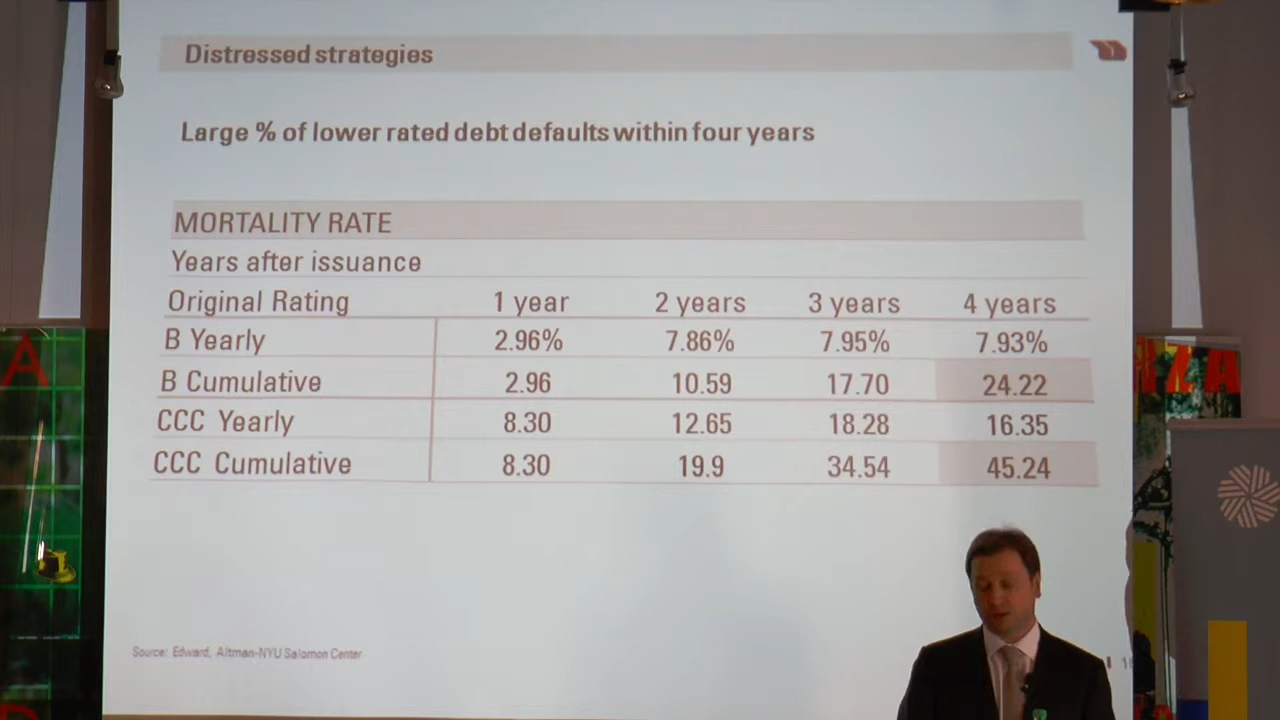 Distressed strategies
Large % of lower rated debt defaults within four years
MORTALITY RATE
Years after issuance
Original Rating 1 year 2 years 3 years 4 years
B Yearly 2.96% 7.86% 7.95% 7.93%
B Cumulative 2.96 10.59 17.70 24.22
CCC Yearly 8.30 12.65 18.28 16.35
CCC Cumulative 8.30 19.9 34.54 45.24
Source: Edward, Altman-NYU Salomon Center
A
ZA